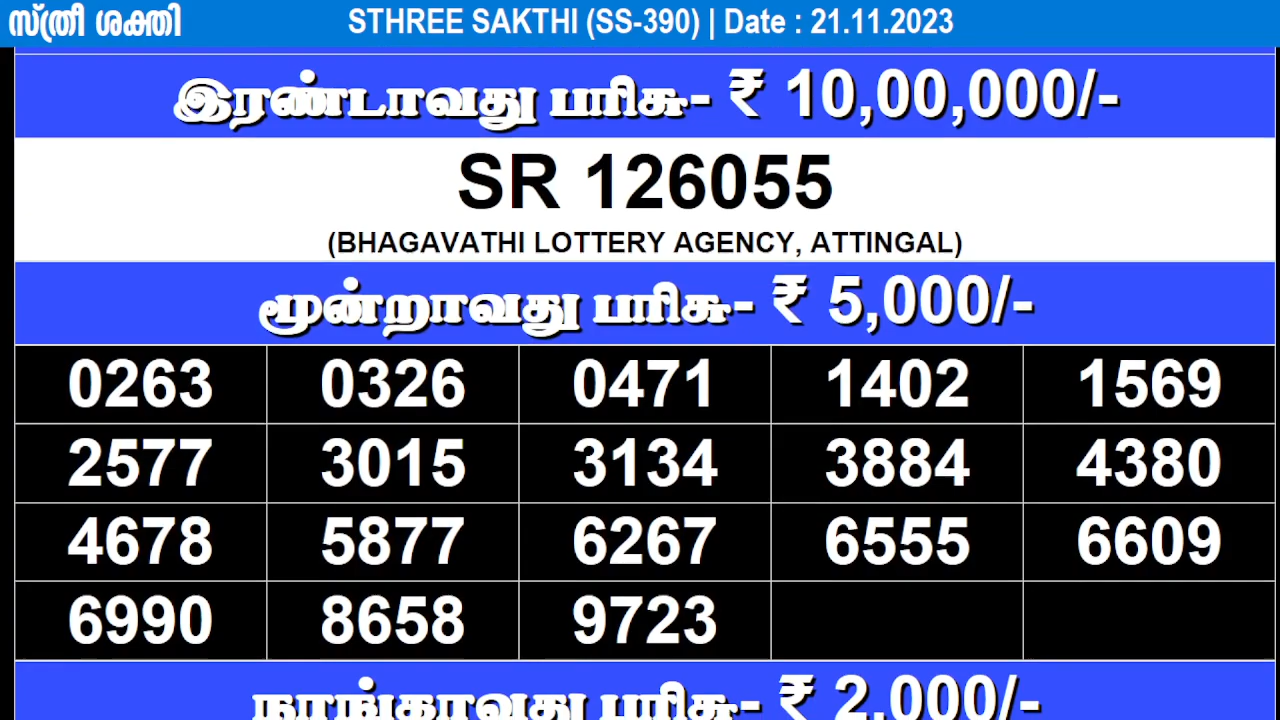 സ്ത്രീ ശക്തി STHREE SAKTHI (SS-390) | Date : 21.11.2023
இரண்டாவது பரிசு- ₹ 10,00,000/-
SR 126055
(BHAGAVATHI LOTTERY AGENCY, ATTINGAL)
மூன்றாவது பரிசு- ₹ 5,000/-
0263 0326 0471 1402 1569
2577 3015 3134 3884 4380
4678 5877 6267 6555 6609
6990 8658 9723
நாங்காவது பரிசு- ₹ 2,000/-